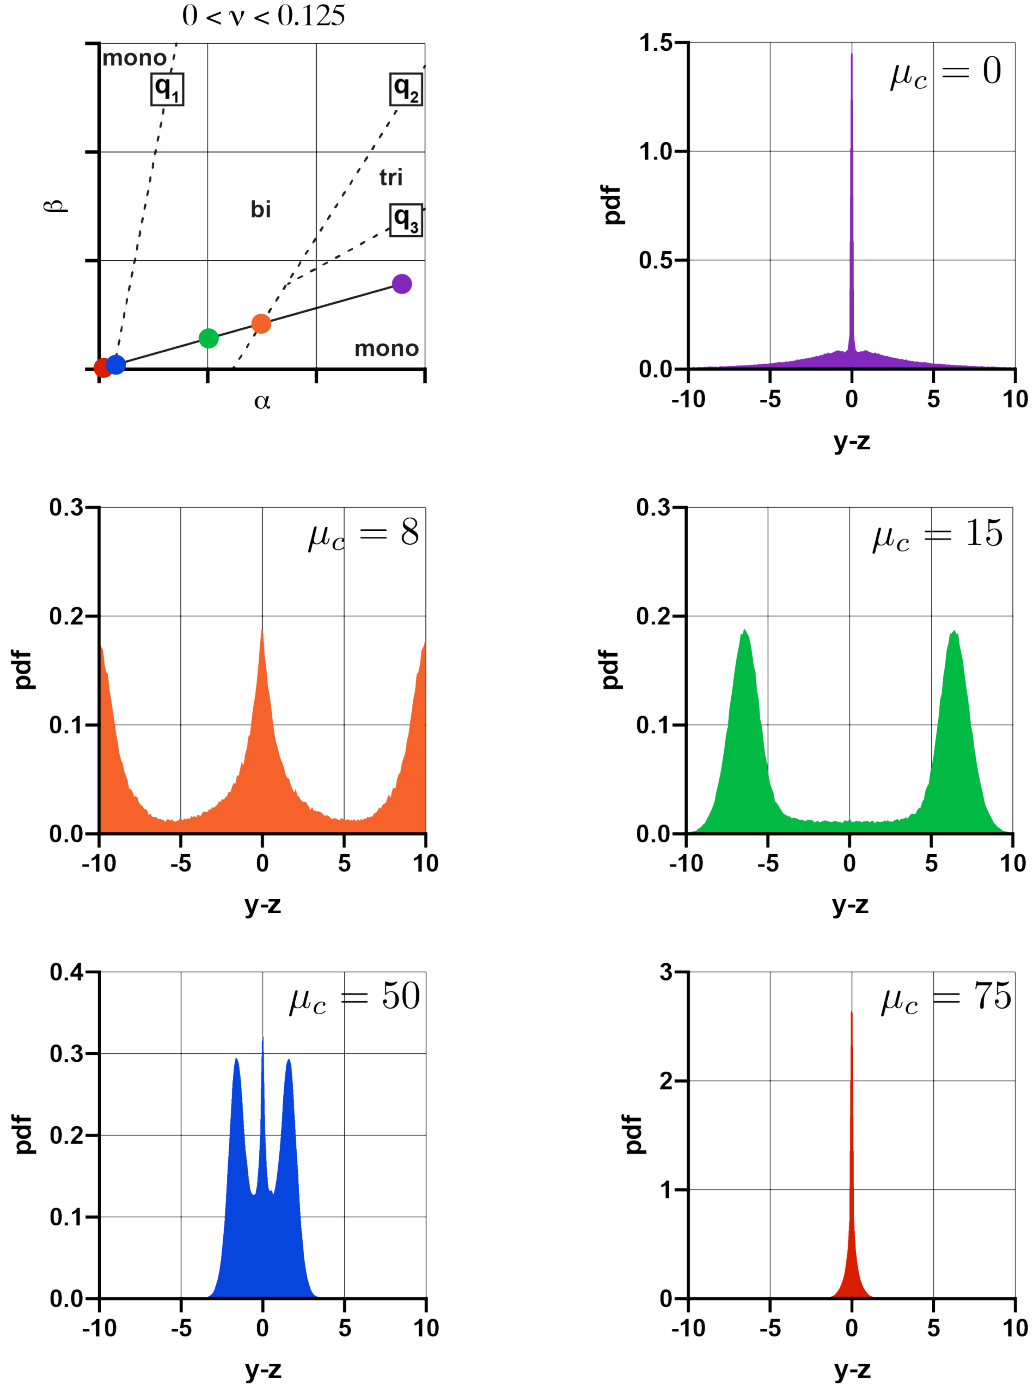 0 < ν < 0.125
mono
q1
q2
tri
bi
q3
mono
β
α
μc = 0
1.5
1.0
0.5
0.0
pdf
-10 -5 0 5 10
y-z
μc = 8
0.3
0.2
0.1
0.0
pdf
-10 -5 0 5 10
y-z
μc = 15
0.3
0.2
0.1
0.0
pdf
-10 -5 0 5 10
y-z
μc = 50
0.4
0.3
0.2
0.1
0.0
pdf
-10 -5 0 5 10
y-z
μc = 75
3
2
1
0
pdf
-10 -5 0 5 10
y-z